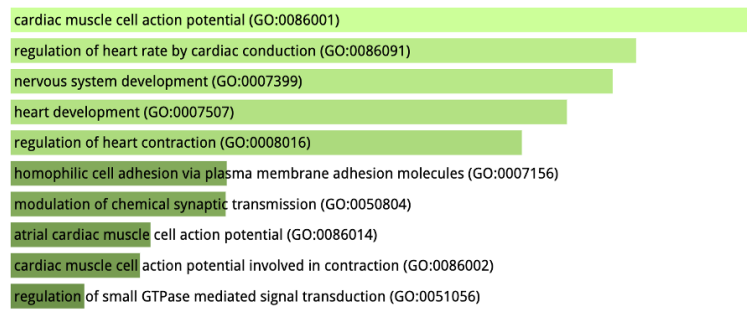 cardiac muscle cell action potential (GO:0086001)
regulation of heart rate by cardiac conduction (GO:0086091)
nervous system development (GO:0007399)
heart development (GO:0007507)
regulation of heart contraction (GO:0008016)
homophilic cell adhesion via plasma membrane adhesion molecules (GO:0007156)
modulation of chemical synaptic transmission (GO:0050804)
atrial cardiac muscle cell action potential (GO:0086014)
cardiac muscle cell action potential involved in contraction (GO:0086002)
regulation of small GTPase mediated signal transduction (GO:0051056)